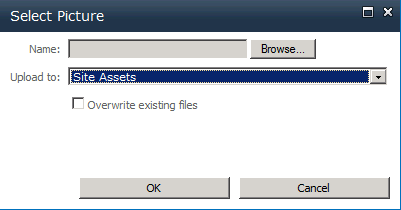 Select Picture
Name:
Browse...
Upload to:
Site Assets
Overwrite existing files
OK
Cancel